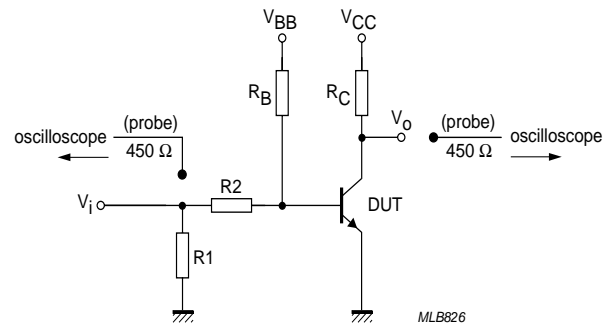 VBB
VCC
RB
RC
(probe)
oscilloscope
450 Ω
Vo
(probe)
oscilloscope
450 Ω
Vi
R2
DUT
R1
MLB826